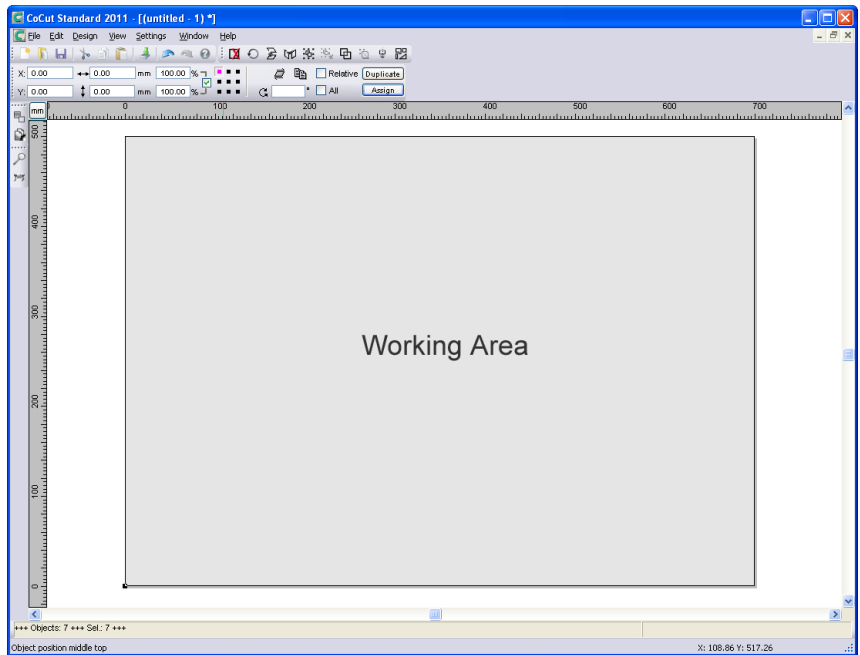 CoCut Standard 2011 - [(untitled - 1) *]
File Edit Design View Settings Window Help
X: 0.00 0.00 mm 100.00 % Relative Duplicate
Y: 0.00 0.00 mm 100.00 % ° All Assign
mm 0 100 200 300 400 500 600 700
500
400
300
Working Area
200
100
0
+++ Objects: 7 +++ Sel.: 7 +++
Object position middle top X: 108.86 Y: 517.26